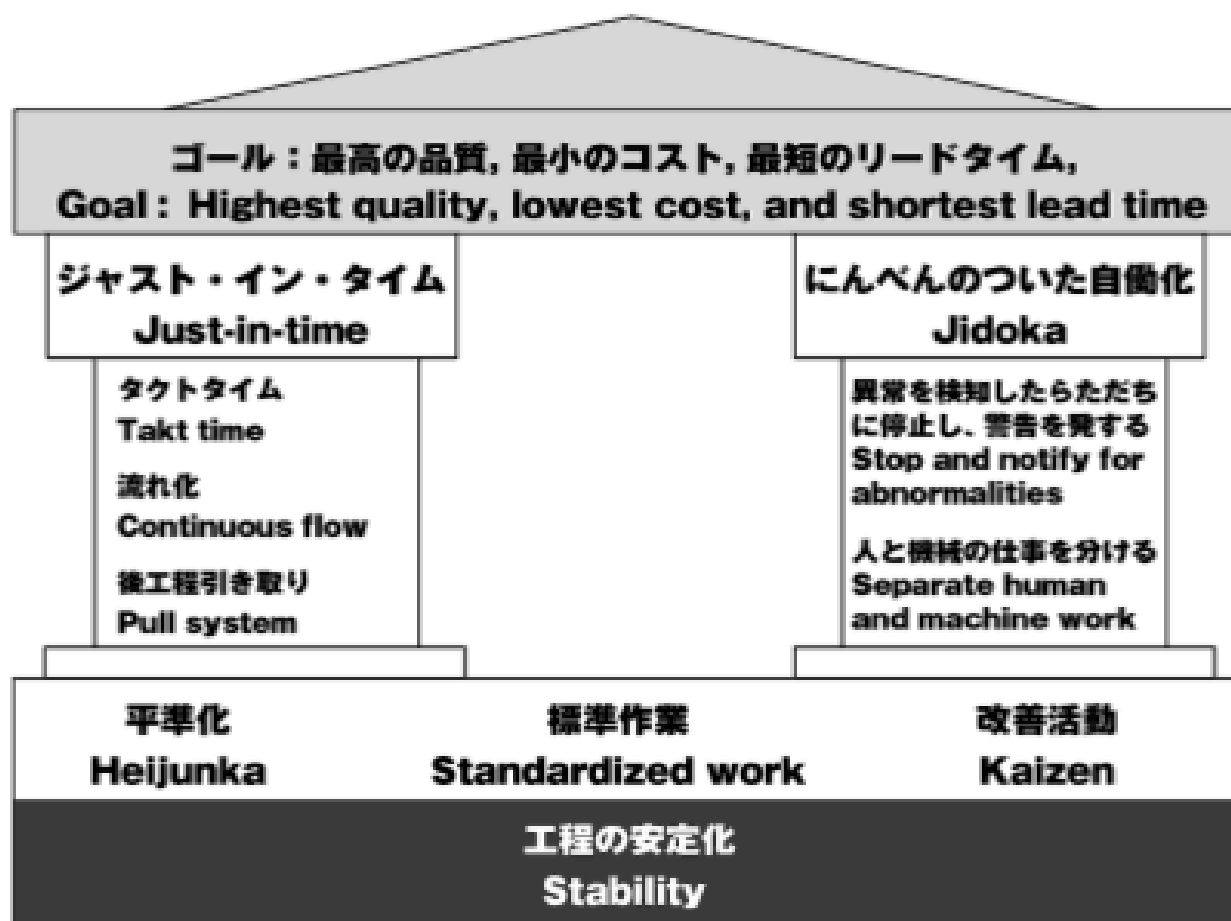 ゴール：最高の品質, 最小のコスト, 最短のリードタイム,
Goal : Highest quality, lowest cost, and shortest lead time
ジャスト・イン・タイム
Just-in-time
タクトタイム
Takt time
流れ化
Continuous flow
後工程引き取り
Pull system
にんべんのついた自働化
Jidoka
異常を検知したらただち
に停止し、警告を発する
Stop and notify for
abnormalities
人と機械の仕事を分ける
Separate human
and machine work
平準化
Heijunka
標準作業
Standardized work
改善活動
Kaizen
工程の安定化
Stability